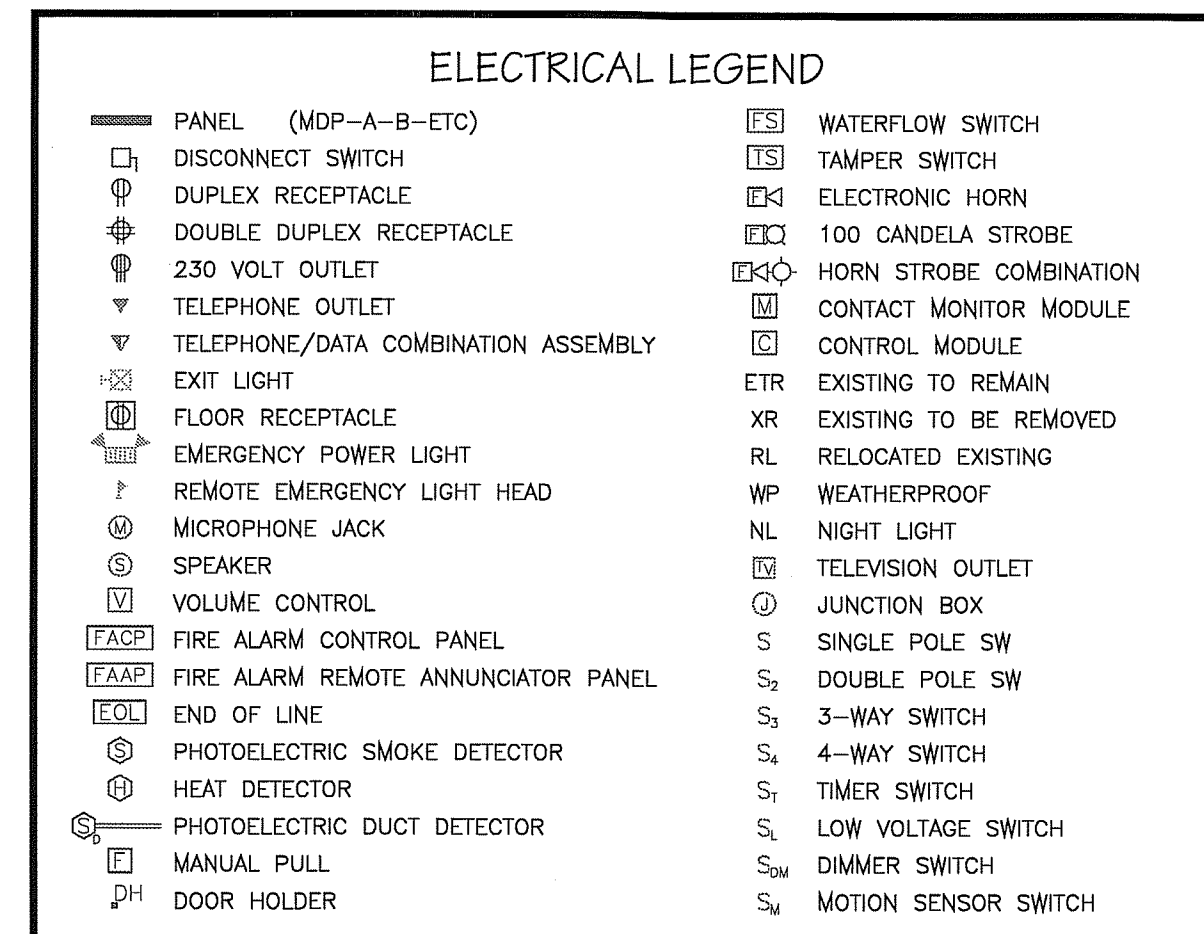 ELECTRICAL LEGEND
PANEL (MDP-A-B-ETC)
DISCONNECT SWITCH
DUPLEX RECEPTACLE
DOUBLE DUPLEX RECEPTACLE
230 VOLT OUTLET
TELEPHONE OUTLET
TELEPHONE/DATA COMBINATION ASSEMBLY
EXIT LIGHT
FLOOR RECEPTACLE
EMERGENCY POWER LIGHT
REMOTE EMERGENCY LIGHT HEAD
M MICROPHONE JACK
S SPEAKER
V VOLUME CONTROL
FACP FIRE ALARM CONTROL PANEL
FAAP FIRE ALARM REMOTE ANNUNCIATOR PANEL
EOL END OF LINE
S PHOTOELECTRIC SMOKE DETECTOR
H HEAT DETECTOR
S D PHOTOELECTRIC DUCT DETECTOR
F MANUAL PULL
DH DOOR HOLDER
FS WATERFLOW SWITCH
TS TAMPER SWITCH
F ELECTRONIC HORN
F 100 CANDELA STROBE
F HORN STROBE COMBINATION
M CONTACT MONITOR MODULE
C CONTROL MODULE
ETR EXISTING TO REMAIN
XR EXISTING TO BE REMOVED
RL RELOCATED EXISTING
WP WEATHERPROOF
NL NIGHT LIGHT
TV TELEVISION OUTLET
J JUNCTION BOX
S SINGLE POLE SW
S2 DOUBLE POLE SW
S3 3-WAY SWITCH
S4 4-WAY SWITCH
ST TIMER SWITCH
SL LOW VOLTAGE SWITCH
SDM DIMMER SWITCH
SM MOTION SENSOR SWITCH